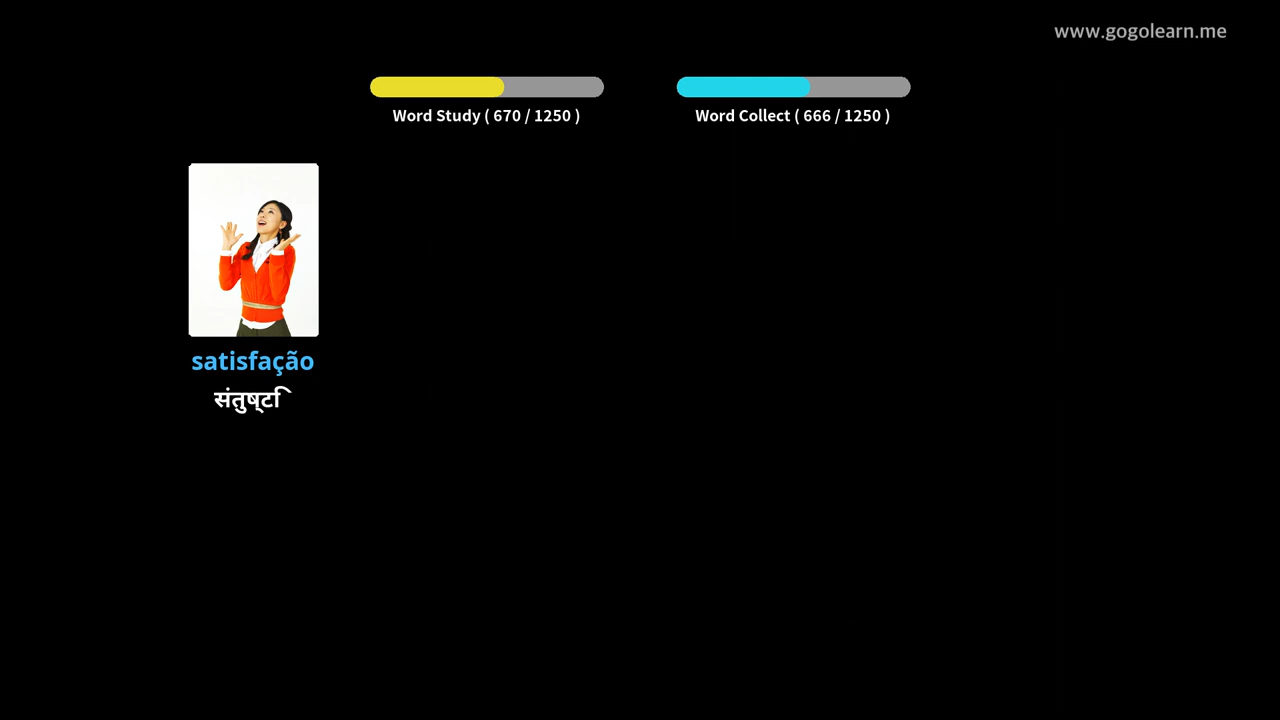 www.gogolearn.me
Word Study ( 670 / 1250 )
Word Collect ( 666 / 1250 )
satisfação
संतुष्टि